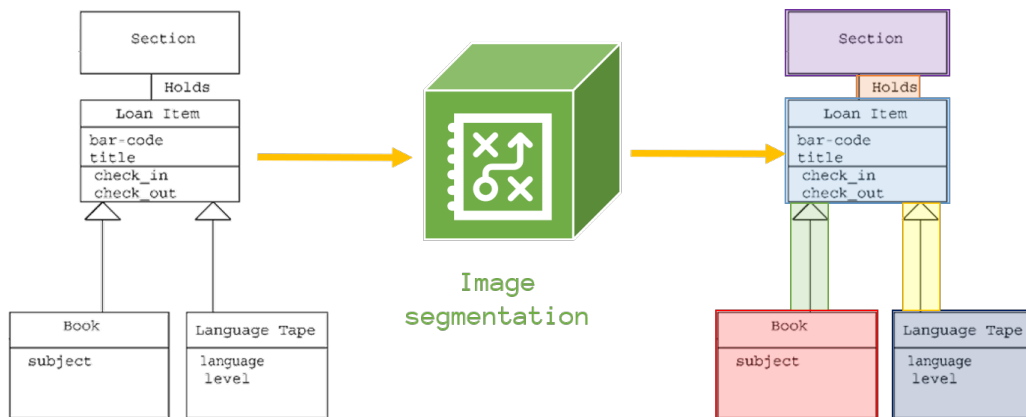 Section
Holds
Loan Item
bar-code
title
check_in
check_out
Book
subject
Language Tape
language
level
Image
segmentation
Section
Holds
Loan Item
bar-code
title
check_in
check_out
Book
subject
Language Tape
language
level